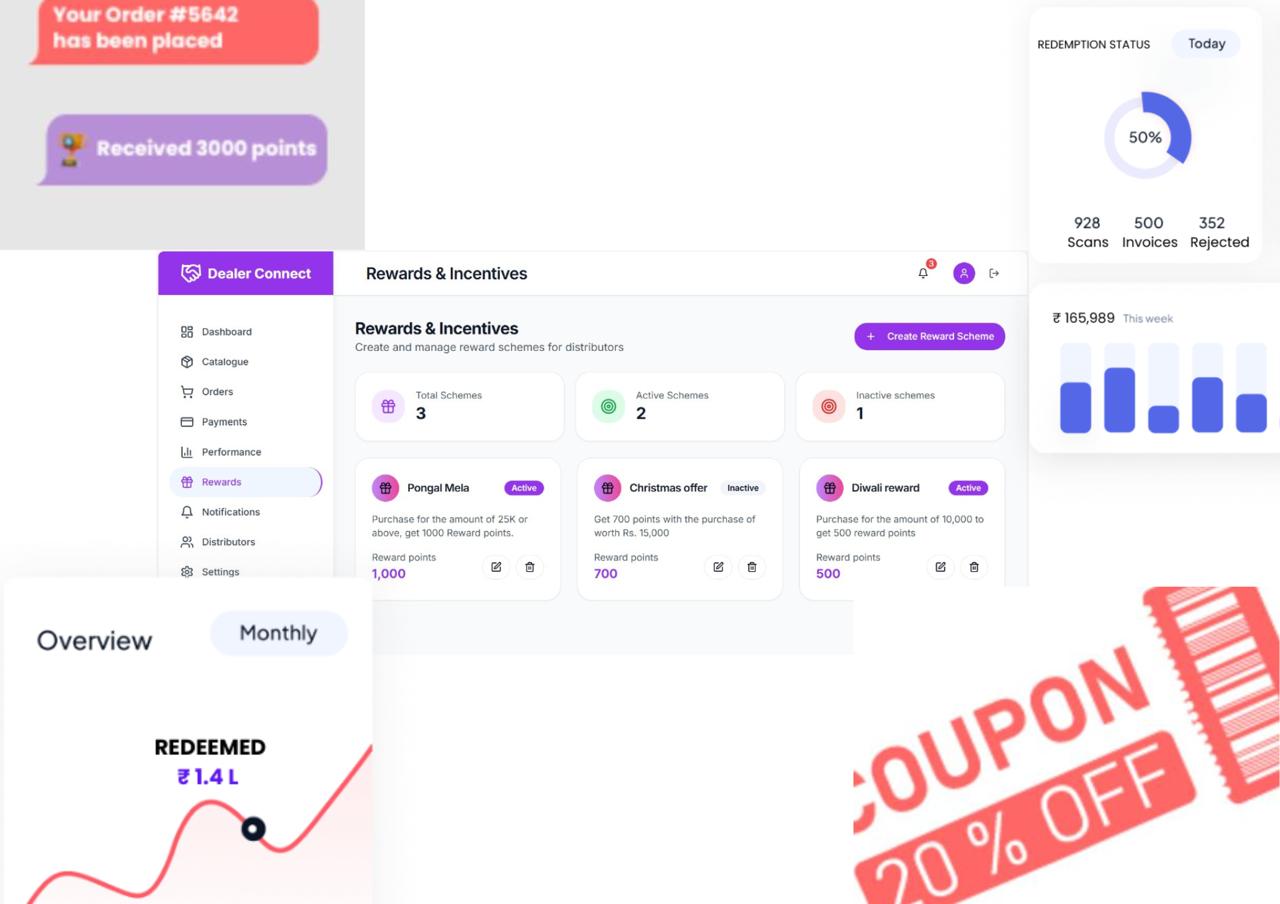 Your Order #5642
has been placed
Received 3000 points
REDEMPTION STATUS
Today
50%
928
Scans
500
Invoices
352
Rejected
₹ 165,989 This week
Dealer Connect
Rewards & Incentives
3
Dashboard
Catalogue
Orders
Payments
Performance
Rewards
Notifications
Distributors
Settings
Rewards & Incentives
Create and manage reward schemes for distributors
+ Create Reward Scheme
Total Schemes
3
Active Schemes
2
Inactive schemes
1
Pongal Mela Active
Purchase for the amount of 25K or
above, get 1000 Reward points.
Reward points
1,000
Christmas offer Inactive
Get 700 points with the purchase of
worth Rs. 15,000
Reward points
700
Diwali reward Active
Purchase for the amount of 10,000 to
get 500 reward points
Reward points
500
Overview
Monthly
REDEEMED
₹ 1.4 L
COUPON
20 % OFF